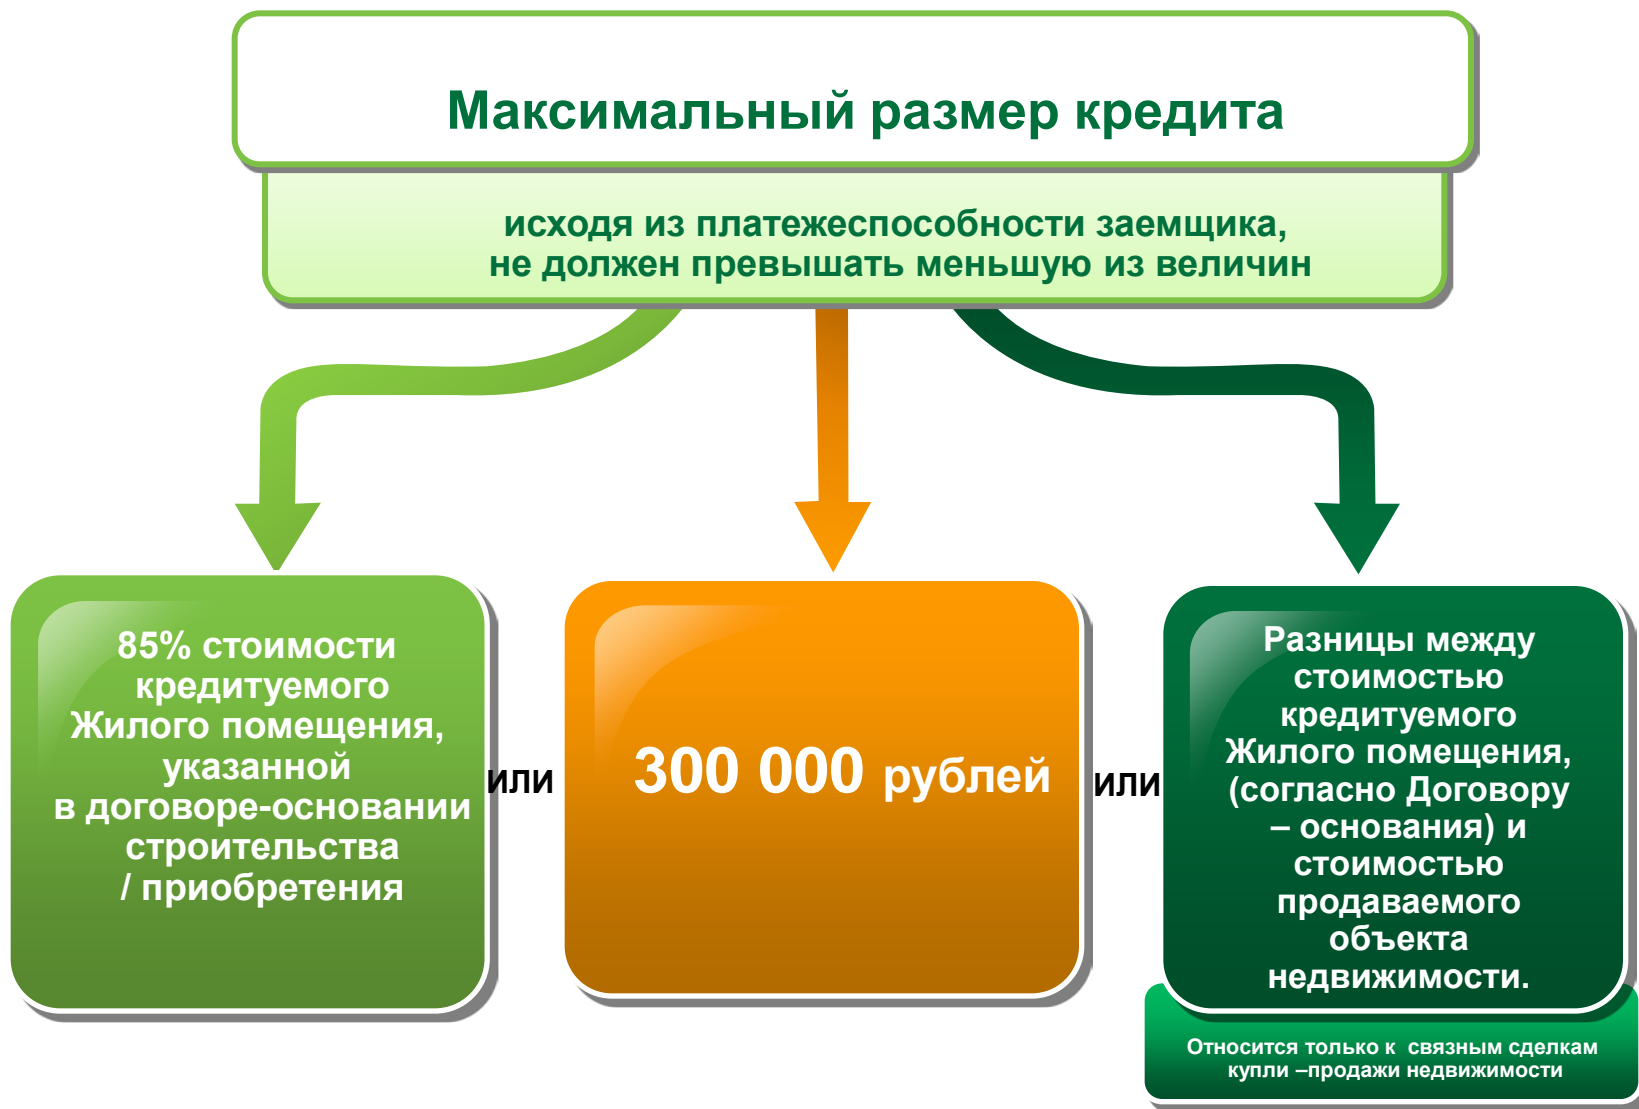 Максимальный размер кредита
исходя из платежеспособности заемщика,
не должен превышать меньшую из величин
85% стоимости
кредитуемого
Жилого помещения,
указанной
в договоре-основании
строительства
/ приобретения
или
300 000 рублей
или
Разницы между
стоимостью
кредитуемого
Жилого помещения,
(согласно Договору
– основания) и
стоимостью
продаваемого
объекта
недвижимости.
Относится только к связным сделкам
купли –продажи недвижимости